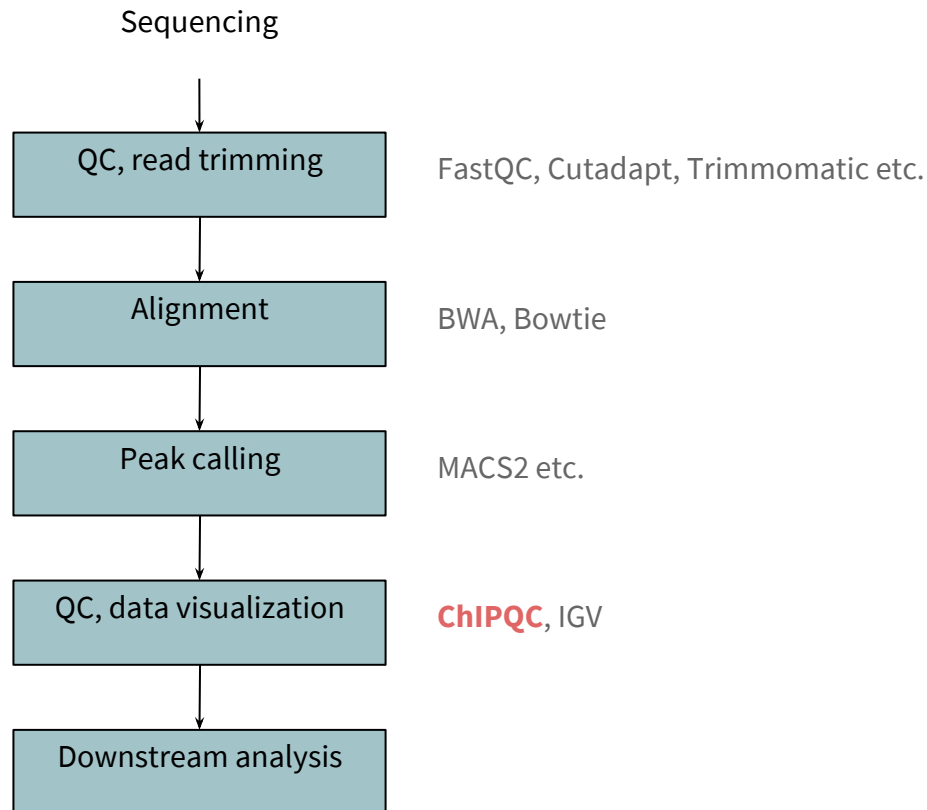 Sequencing
QC, read trimming
FastQC, Cutadapt, Trimmomatic etc.
Alignment
BWA, Bowtie
Peak calling
MACS2 etc.
QC, data visualization
ChIPQC, IGV
Downstream analysis